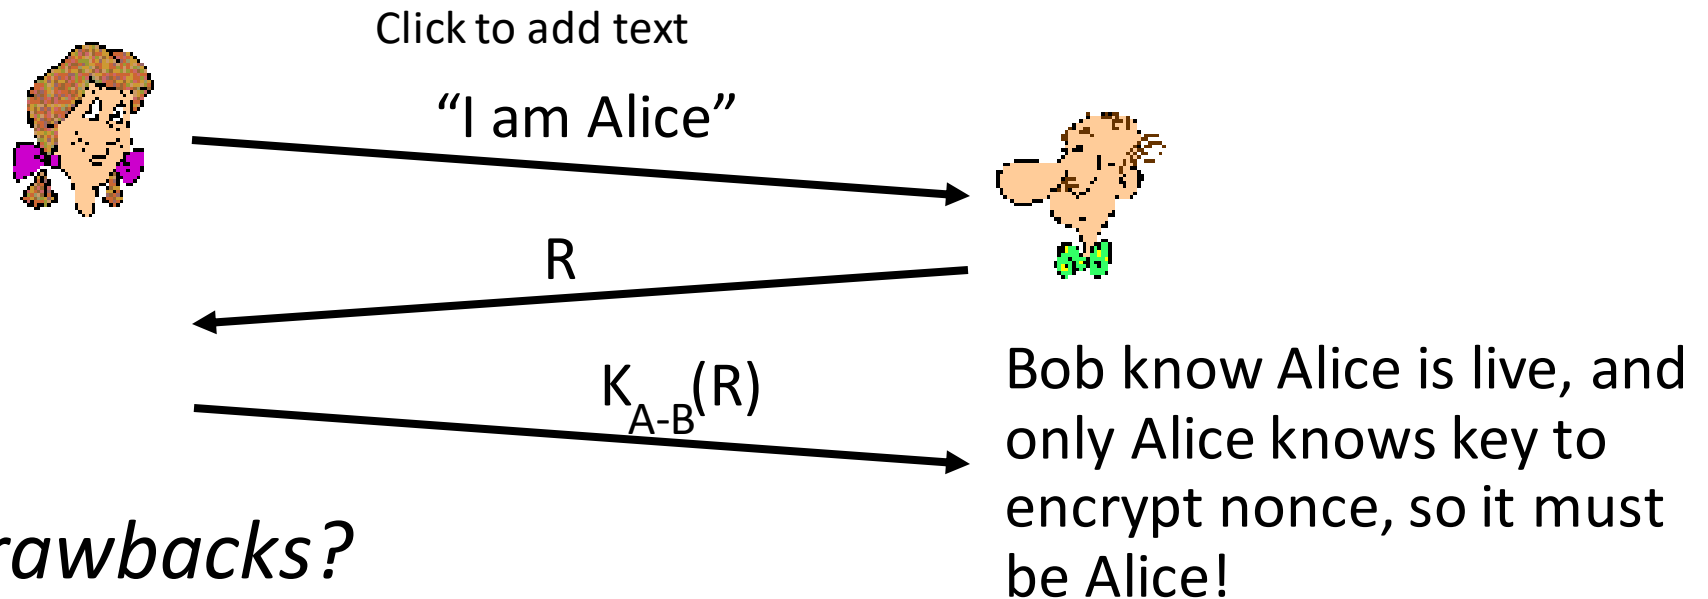 Click to add text
“I am Alice”
R
K_A-B(R)
Bob know Alice is live, and
only Alice knows key to
encrypt nonce, so it must
be Alice!
rawbacks?